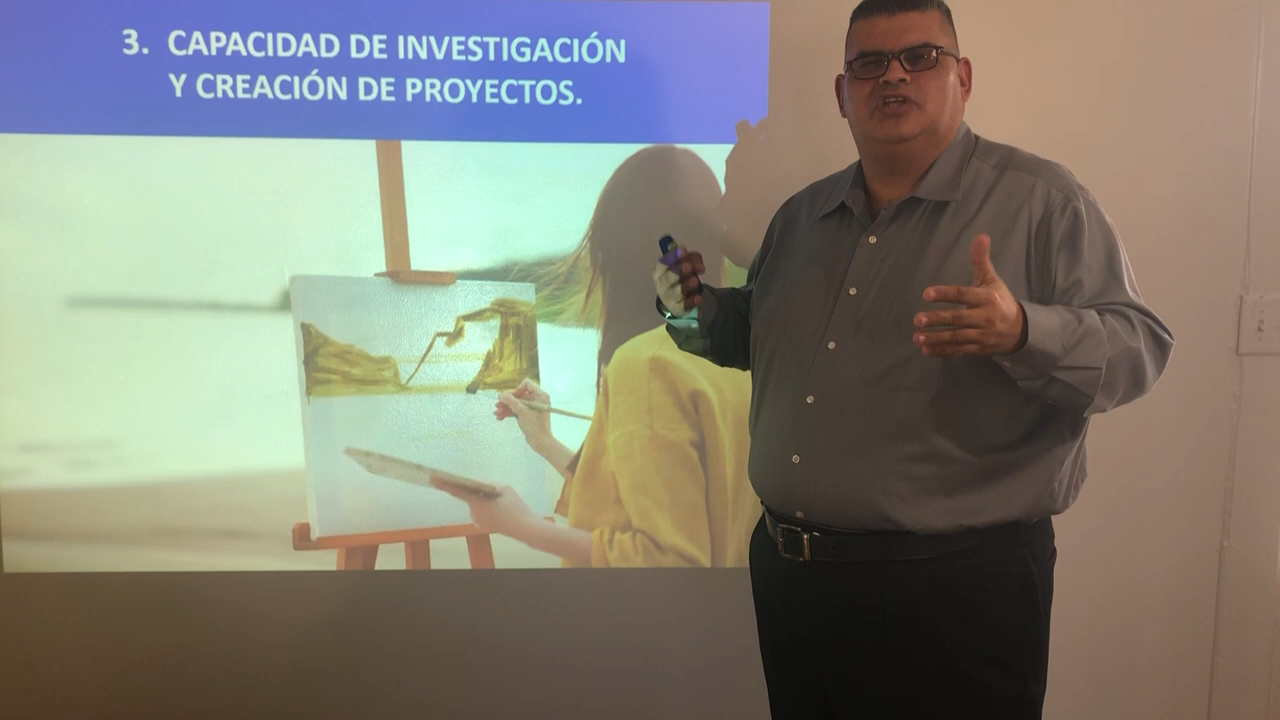 3. CAPACIDAD DE INVESTIGACIÓN
Y CREACIÓN DE PROYECTOS.